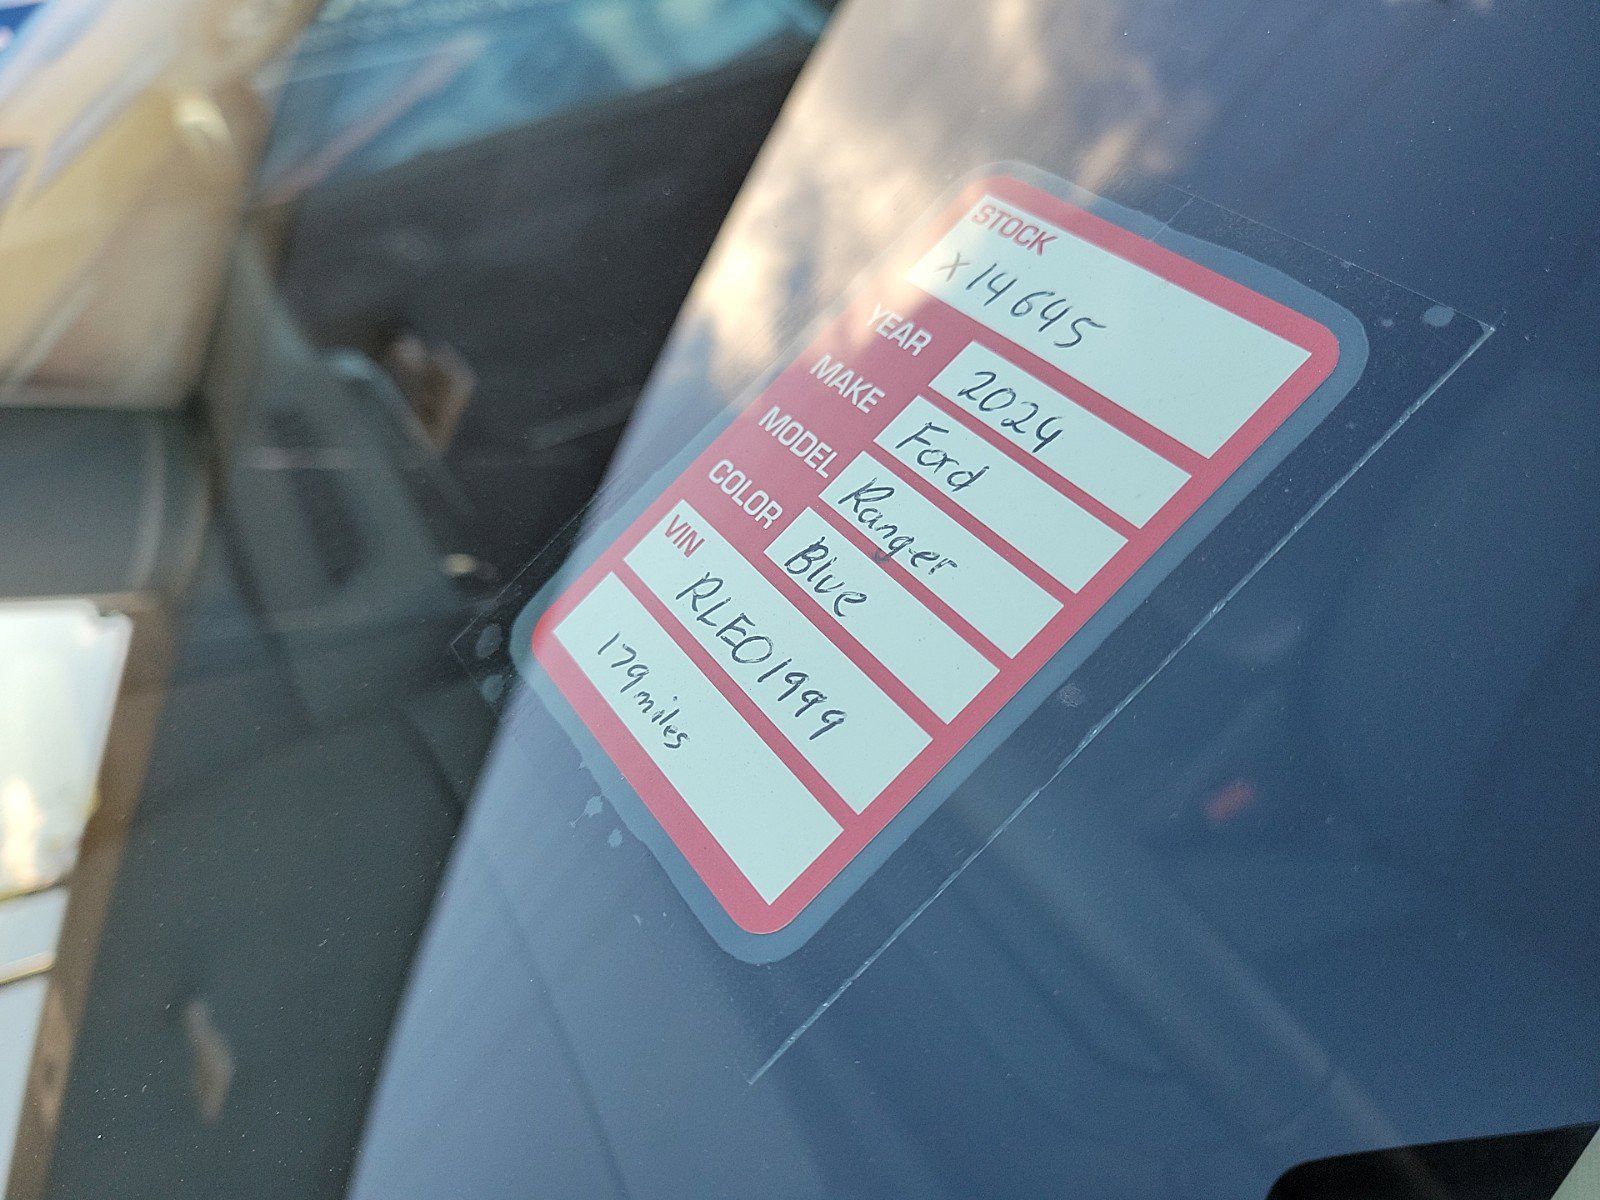 STOCK
X14645
YEAR 2024
MAKE Ford
MODEL Ranger
COLOR Blue
VIN RLE01999
179 miles